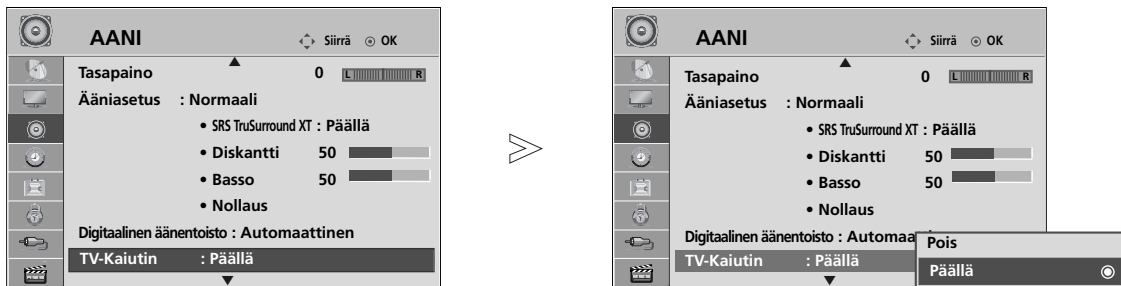 AANI Siirrä OK
Tasapaino 0 L R
Ääniasetus : Normaali
• SRS TruSurround XT : Päällä
• Diskantti 50
• Basso 50
• Nollaus
Digitaalinen äänentoisto : Automaattinen
TV-Kaiutin : Päällä
AANI Siirrä OK
Tasapaino 0 L R
Ääniasetus : Normaali
• SRS TruSurround XT : Päällä
• Diskantti 50
• Basso 50
• Nollaus
Digitaalinen äänentoisto : Automaa
TV-Kaiutin : Päällä
Pois
Päällä